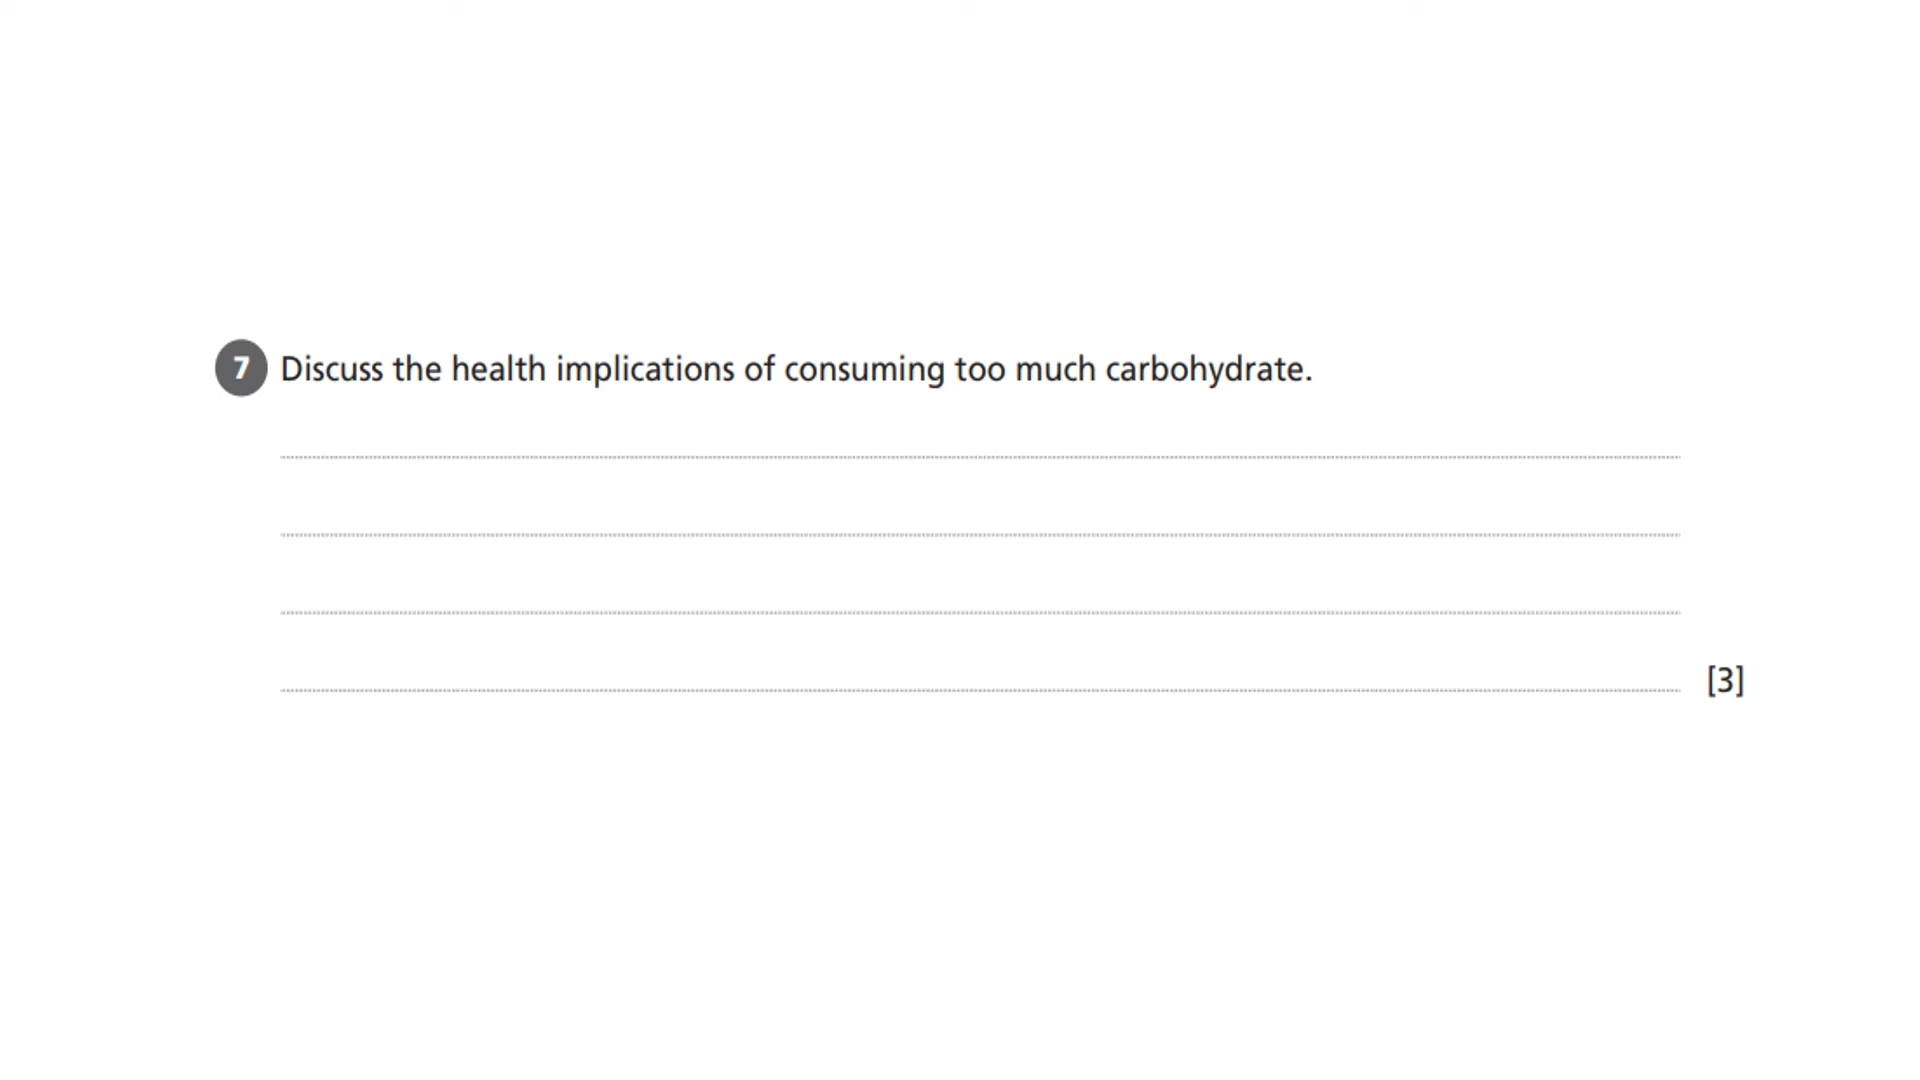 7 Discuss the health implications of consuming too much carbohydrate.
[3]